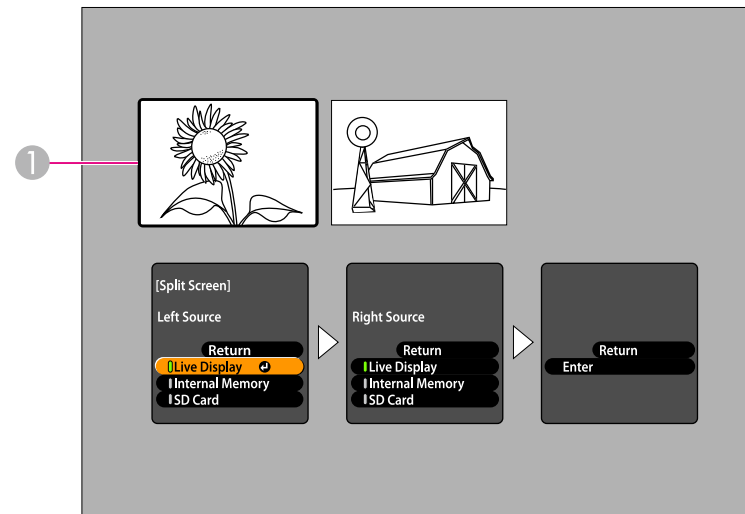 1
[Split Screen]
Left Source
Return
Live Display
Internal Memory
SD Card
Right Source
Return
Live Display
Internal Memory
SD Card
Return
Enter